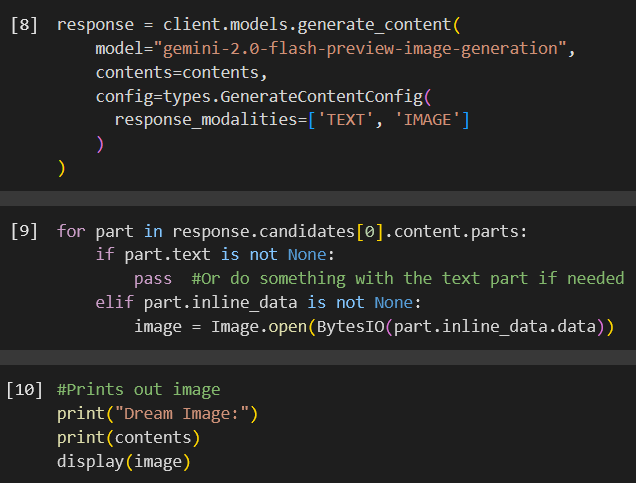 [8] response = client.models.generate_content(
model="gemini-2.0-flash-preview-image-generation",
contents=contents,
config=types.GenerateContentConfig(
response_modalities=['TEXT', 'IMAGE']
)
)
[9] for part in response.candidates[0].content.parts:
if part.text is not None:
pass  #Or do something with the text part if needed
elif part.inline_data is not None:
image = Image.open(BytesIO(part.inline_data.data))
[10] #Prints out image
print("Dream Image:")
print(contents)
display(image)